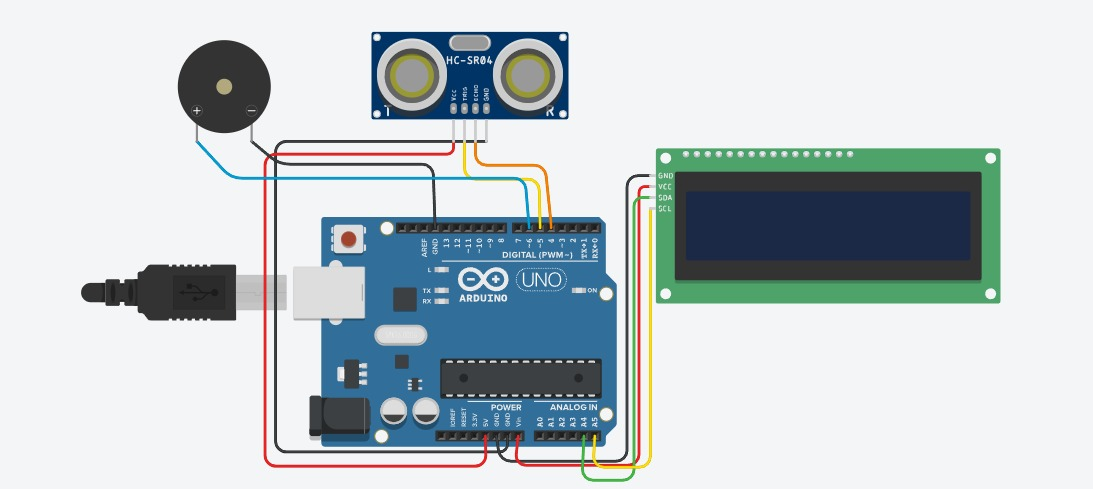 HC-SR04
VCC
TRIG
ECHO
GND
T
R
+
−
GND
VCC
SDA
SCL
AREF
GND
13
12
~11
~10
~9
8
7
~6
~5
4
~3
2
TX→1
RX←0
DIGITAL (PWM~)
L
TX
RX
ARDUINO
UNO
ON
POWER
ANALOG IN
IOREF
RESET
3.3V
5V
GND
GND
Vin
A0
A1
A2
A3
A4
A5